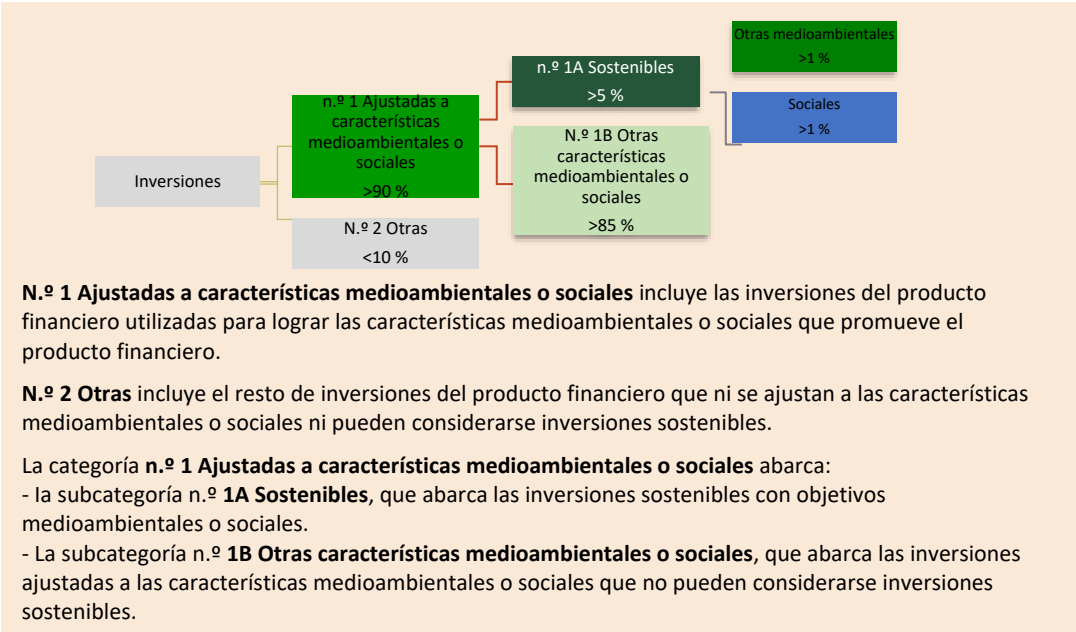 Inversiones
n.º 1 Ajustadas a
características
medioambientales o
sociales
>90 %
N.º 2 Otras
<10 %
n.º 1A Sostenibles
>5 %
N.º 1B Otras
características
medioambientales o
sociales
>85 %
Otras medioambientales
>1 %
Sociales
>1 %
N.º 1 Ajustadas a características medioambientales o sociales incluye las inversiones del producto
financiero utilizadas para lograr las características medioambientales o sociales que promueve el
producto financiero.
N.º 2 Otras incluye el resto de inversiones del producto financiero que ni se ajustan a las características
medioambientales o sociales ni pueden considerarse inversiones sostenibles.
La categoría n.º 1 Ajustadas a características medioambientales o sociales abarca:
- la subcategoría n.º 1A Sostenibles, que abarca las inversiones sostenibles con objetivos
medioambientales o sociales.
- La subcategoría n.º 1B Otras características medioambientales o sociales, que abarca las inversiones
ajustadas a las características medioambientales o sociales que no pueden considerarse inversiones
sostenibles.